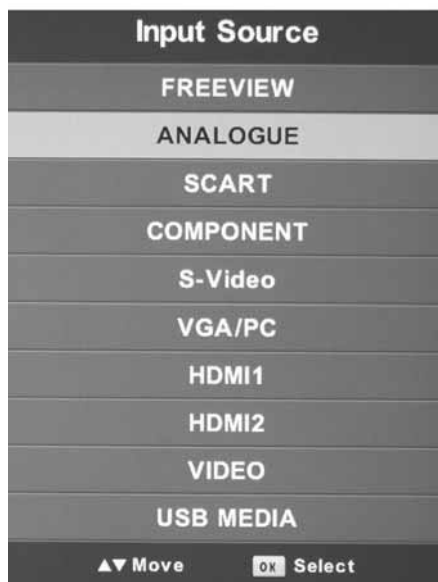 Input Source
FREEVIEW
ANALOGUE
SCART
COMPONENT
S-Video
VGA/PC
HDMI1
HDMI2
VIDEO
USB MEDIA
▲▼ Move OK Select